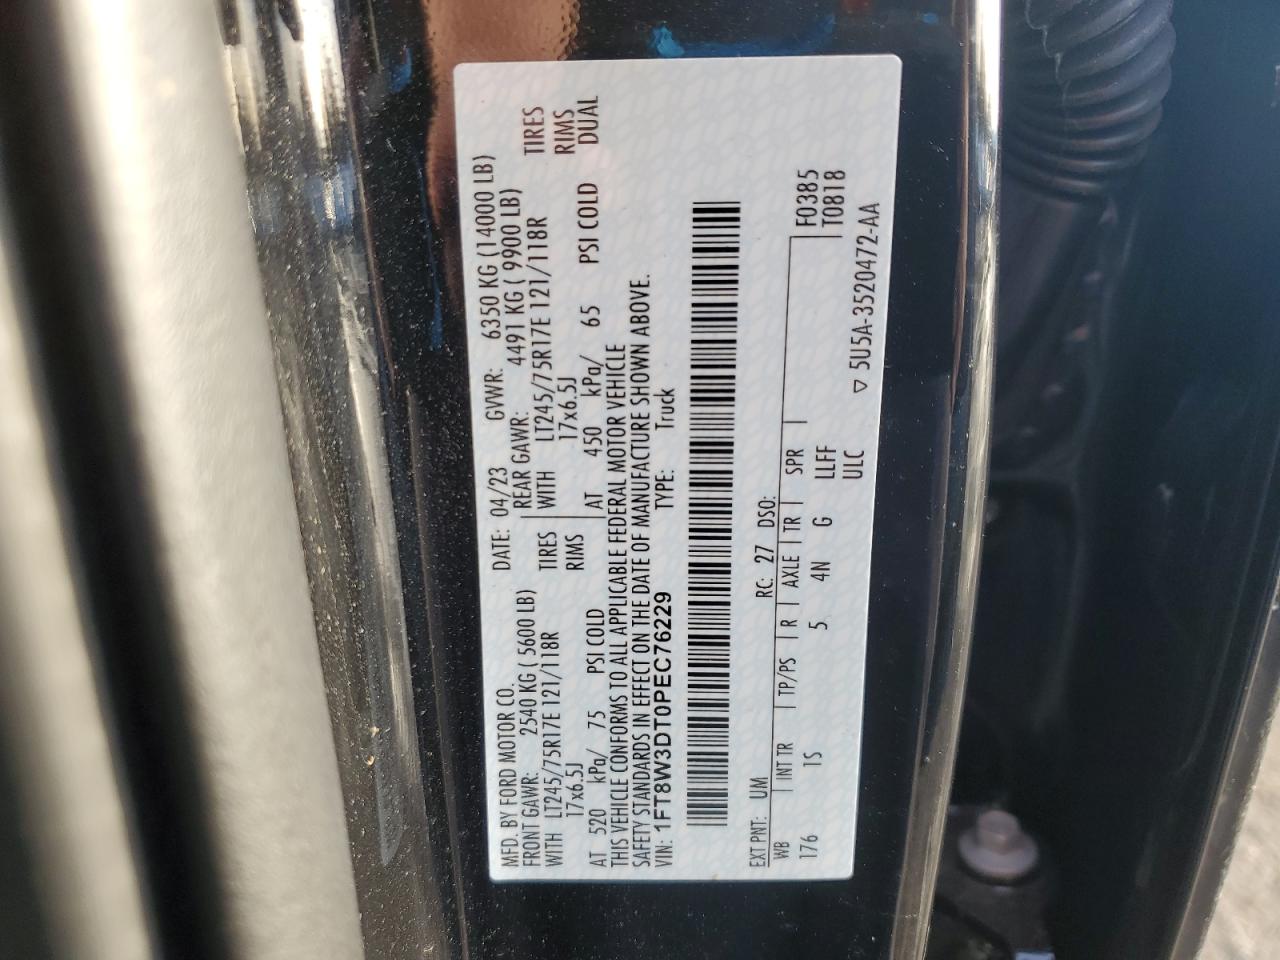 MFD. BY FORD MOTOR CO. DATE: 04/23 GVWR: 6350 KG (14000 LB)
FRONT GAWR: 2540 KG ( 5600 LB) REAR GAWR: 4491 KG ( 9900 LB)
WITH LT245/75R17E 121/118R TIRES WITH LT245/75R17E 121/118R TIRES
17x6.5J RIMS 17x6.5J RIMS
AT 520 kPa/ 75 PSI COLD AT 450 kPa/ 65 PSI COLD DUAL
THIS VEHICLE CONFORMS TO ALL APPLICABLE FEDERAL MOTOR VEHICLE
SAFETY STANDARDS IN EFFECT ON THE DATE OF MANUFACTURE SHOWN ABOVE.
VIN: 1FT8W3DT0PEC76229 TYPE: Truck
EXT PNT: UM RC: 27 DSO:
WB INT TR TP/PS R AXLE TR SPR F0385
176 1S 5 4N G LLFF T0818
ULC ▽ 5U5A-3520472-AA